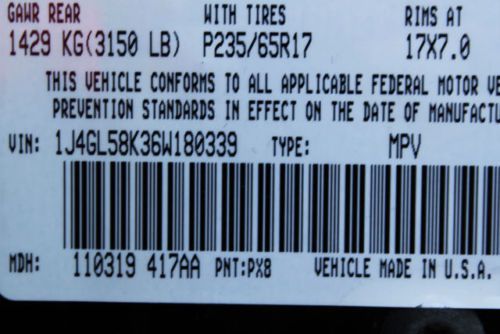 GAWR REAR WITH TIRES RIMS AT
1429 KG(3150 LB) P235/65R17 17X7.0
THIS VEHICLE CONFORMS TO ALL APPLICABLE FEDERAL MOTOR VE
PREVENTION STANDARDS IN EFFECT ON THE DATE OF MANUFACTU
VIN: 1J4GL58K36W180339 TYPE: MPV
MDH: 110319 417AA PNT:PX8 VEHICLE MADE IN U.S.A.